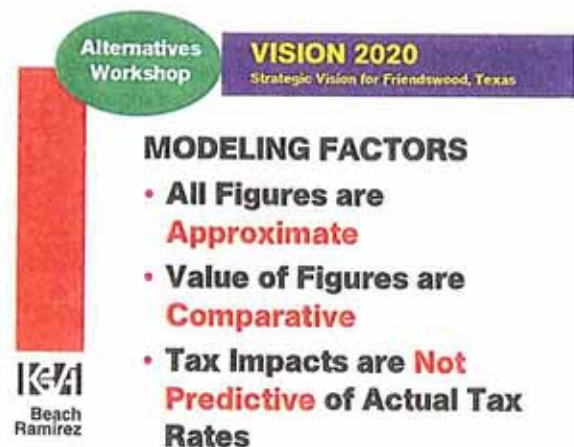 Alternatives
Workshop
VISION 2020
Strategic Vision for Friendswood, Texas
MODELING FACTORS
• All Figures are
Approximate
• Value of Figures are
Comparative
• Tax Impacts are Not
Predictive of Actual Tax
Rates
Beach
Ramirez